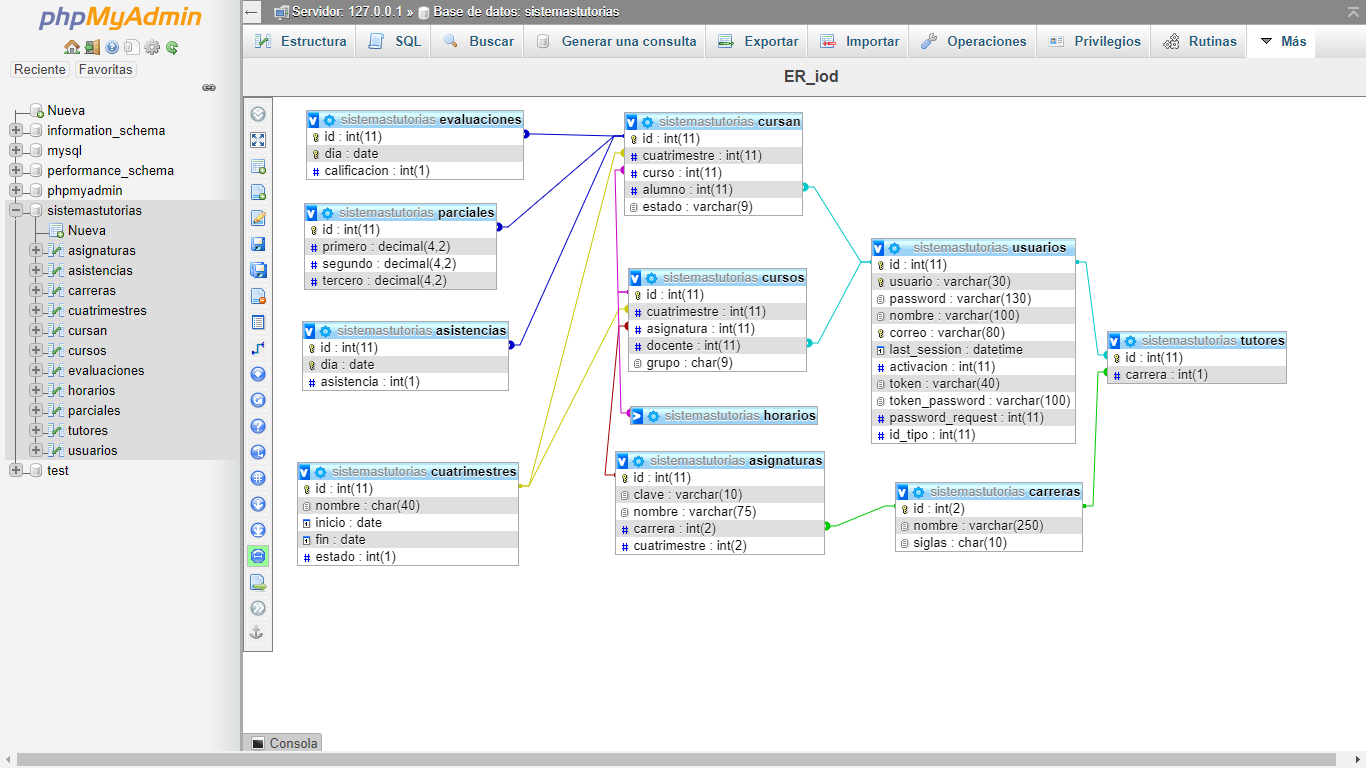 phpMyAdmin
Reciente Favoritas
Nueva
information_schema
mysql
performance_schema
phpmyadmin
sistemastutorias
Nueva
asignaturas
asistencias
carreras
cuatrimestres
cursan
cursos
evaluaciones
horarios
parciales
tutores
usuarios
test
Servidor: 127.0.0.1 » Base de datos: sistemastutorias
Estructura SQL Buscar Generar una consulta Exportar Importar Operaciones Privilegios Rutinas Más
ER_iod
sistemastutorias evaluaciones
id : int(11)
dia : date
calificacion : int(1)
sistemastutorias parciales
id : int(11)
primero : decimal(4,2)
segundo : decimal(4,2)
tercero : decimal(4,2)
sistemastutorias asistencias
id : int(11)
dia : date
asistencia : int(1)
sistemastutorias cuatrimestres
id : int(11)
nombre : char(40)
inicio : date
fin : date
estado : int(1)
sistemastutorias cursan
id : int(11)
cuatrimestre : int(11)
curso : int(11)
alumno : int(11)
estado : varchar(9)
sistemastutorias cursos
id : int(11)
cuatrimestre : int(11)
asignatura : int(11)
docente : int(11)
grupo : char(9)
sistemastutorias horarios
sistemastutorias asignaturas
id : int(11)
clave : varchar(10)
nombre : varchar(75)
carrera : int(2)
cuatrimestre : int(2)
sistemastutorias usuarios
id : int(11)
usuario : varchar(30)
password : varchar(130)
nombre : varchar(100)
correo : varchar(80)
last_session : datetime
activacion : int(11)
token : varchar(40)
token_password : varchar(100)
password_request : int(11)
id_tipo : int(11)
sistemastutorias carreras
id : int(2)
nombre : varchar(250)
siglas : char(10)
sistemastutorias tutores
id : int(11)
carrera : int(1)
Consola